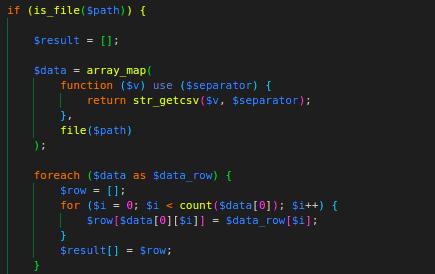 if (is_file($path)) {
$result = [];
$data = array_map(
function ($v) use ($separator) {
return str_getcsv($v, $separator);
},
file($path)
);
foreach ($data as $data_row) {
$row = [];
for ($i = 0; $i < count($data[0]); $i++) {
$row[$data[0][$i]] = $data_row[$i];
}
$result[] = $row;
}